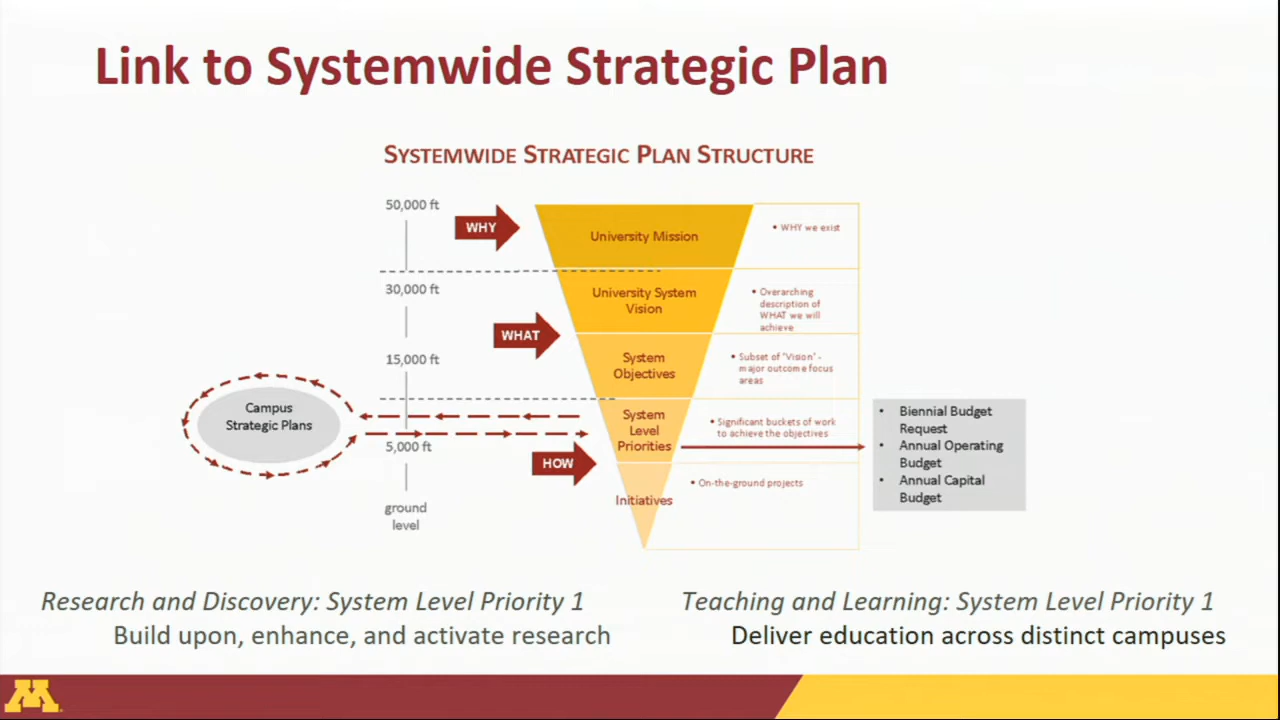 Link to Systemwide Strategic Plan
SYSTEMWIDE STRATEGIC PLAN STRUCTURE
50,000 ft
WHY
University Mission
• WHY we exist
30,000 ft
University System
Vision
• Overarching
description of
WHAT we will
achieve
WHAT
15,000 ft
System
Objectives
• Subset of 'Vision' -
major outcome focus
areas
Campus
Strategic Plans
System
Level
Priorities
• Significant buckets of work
to achieve the objectives
• Biennial Budget
Request
• Annual Operating
Budget
• Annual Capital
Budget
5,000 ft
HOW
Initiatives
• On-the-ground projects
ground
level
Research and Discovery: System Level Priority 1
Build upon, enhance, and activate research
Teaching and Learning: System Level Priority 1
Deliver education across distinct campuses
M